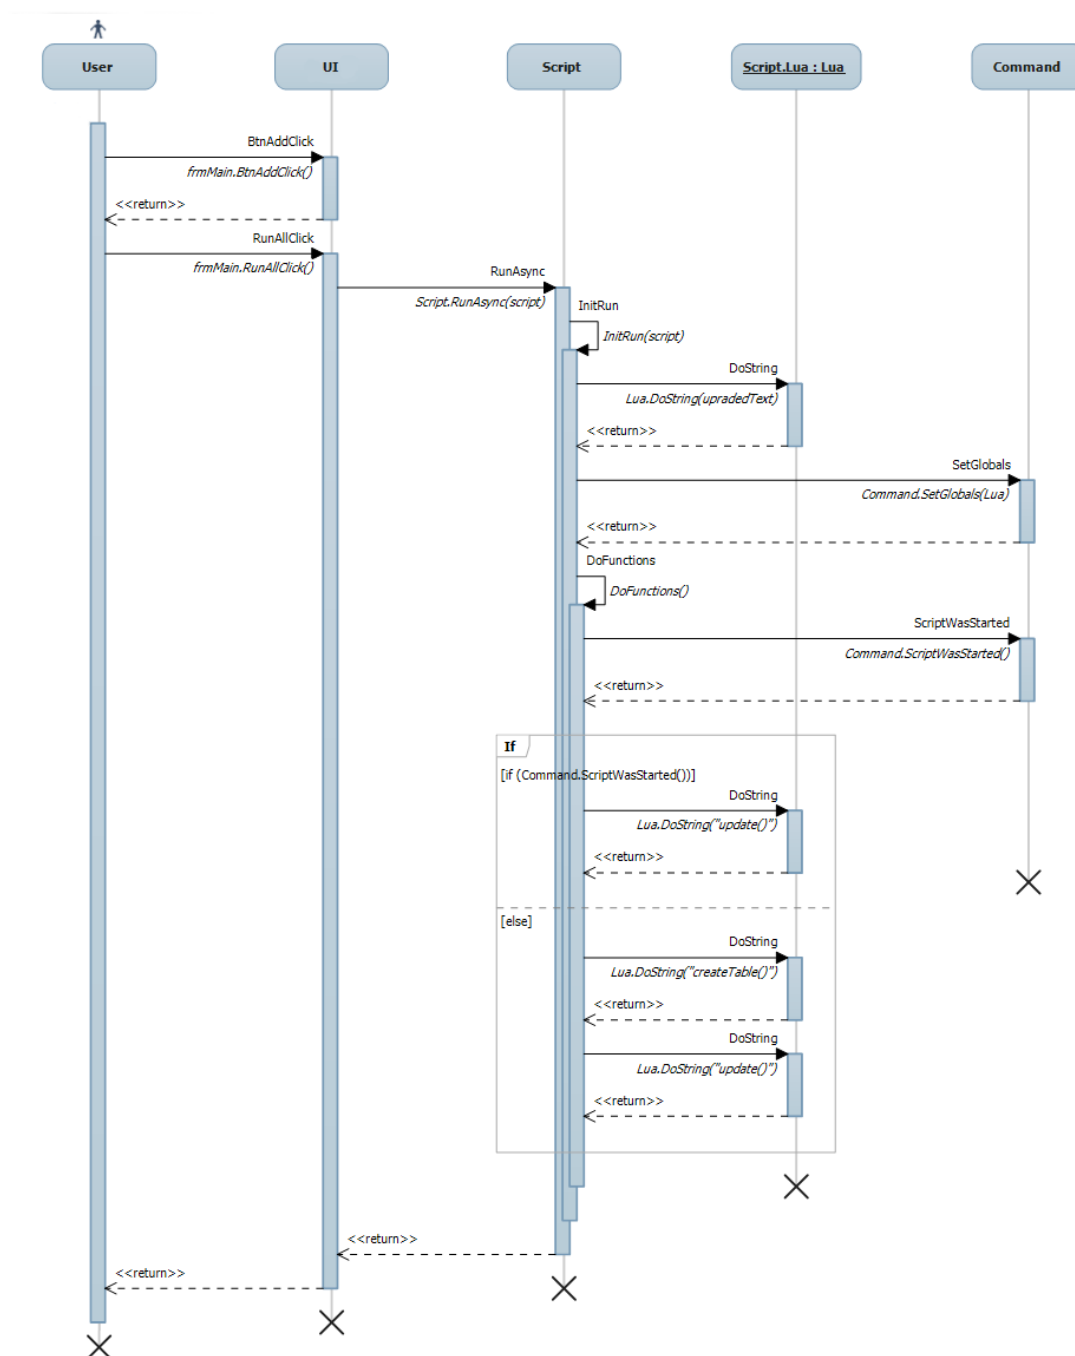 User
UI
Script
Script.Lua : Lua
Command
BtnAddClick
frmMain.BtnAddClick()
<<return>>
RunAllClick
frmMain.RunAllClick()
RunAsync
Script.RunAsync(script)
InitRun
InitRun(script)
DoString
Lua.DoString(upradedText)
<<return>>
SetGlobals
Command.SetGlobals(Lua)
<<return>>
DoFunctions
DoFunctions()
ScriptWasStarted
Command.ScriptWasStarted()
<<return>>
If
[if (Command.ScriptWasStarted())]
DoString
Lua.DoString("update()")
<<return>>
[else]
DoString
Lua.DoString("createTable()")
<<return>>
DoString
Lua.DoString("update()")
<<return>>
<<return>>
<<return>>